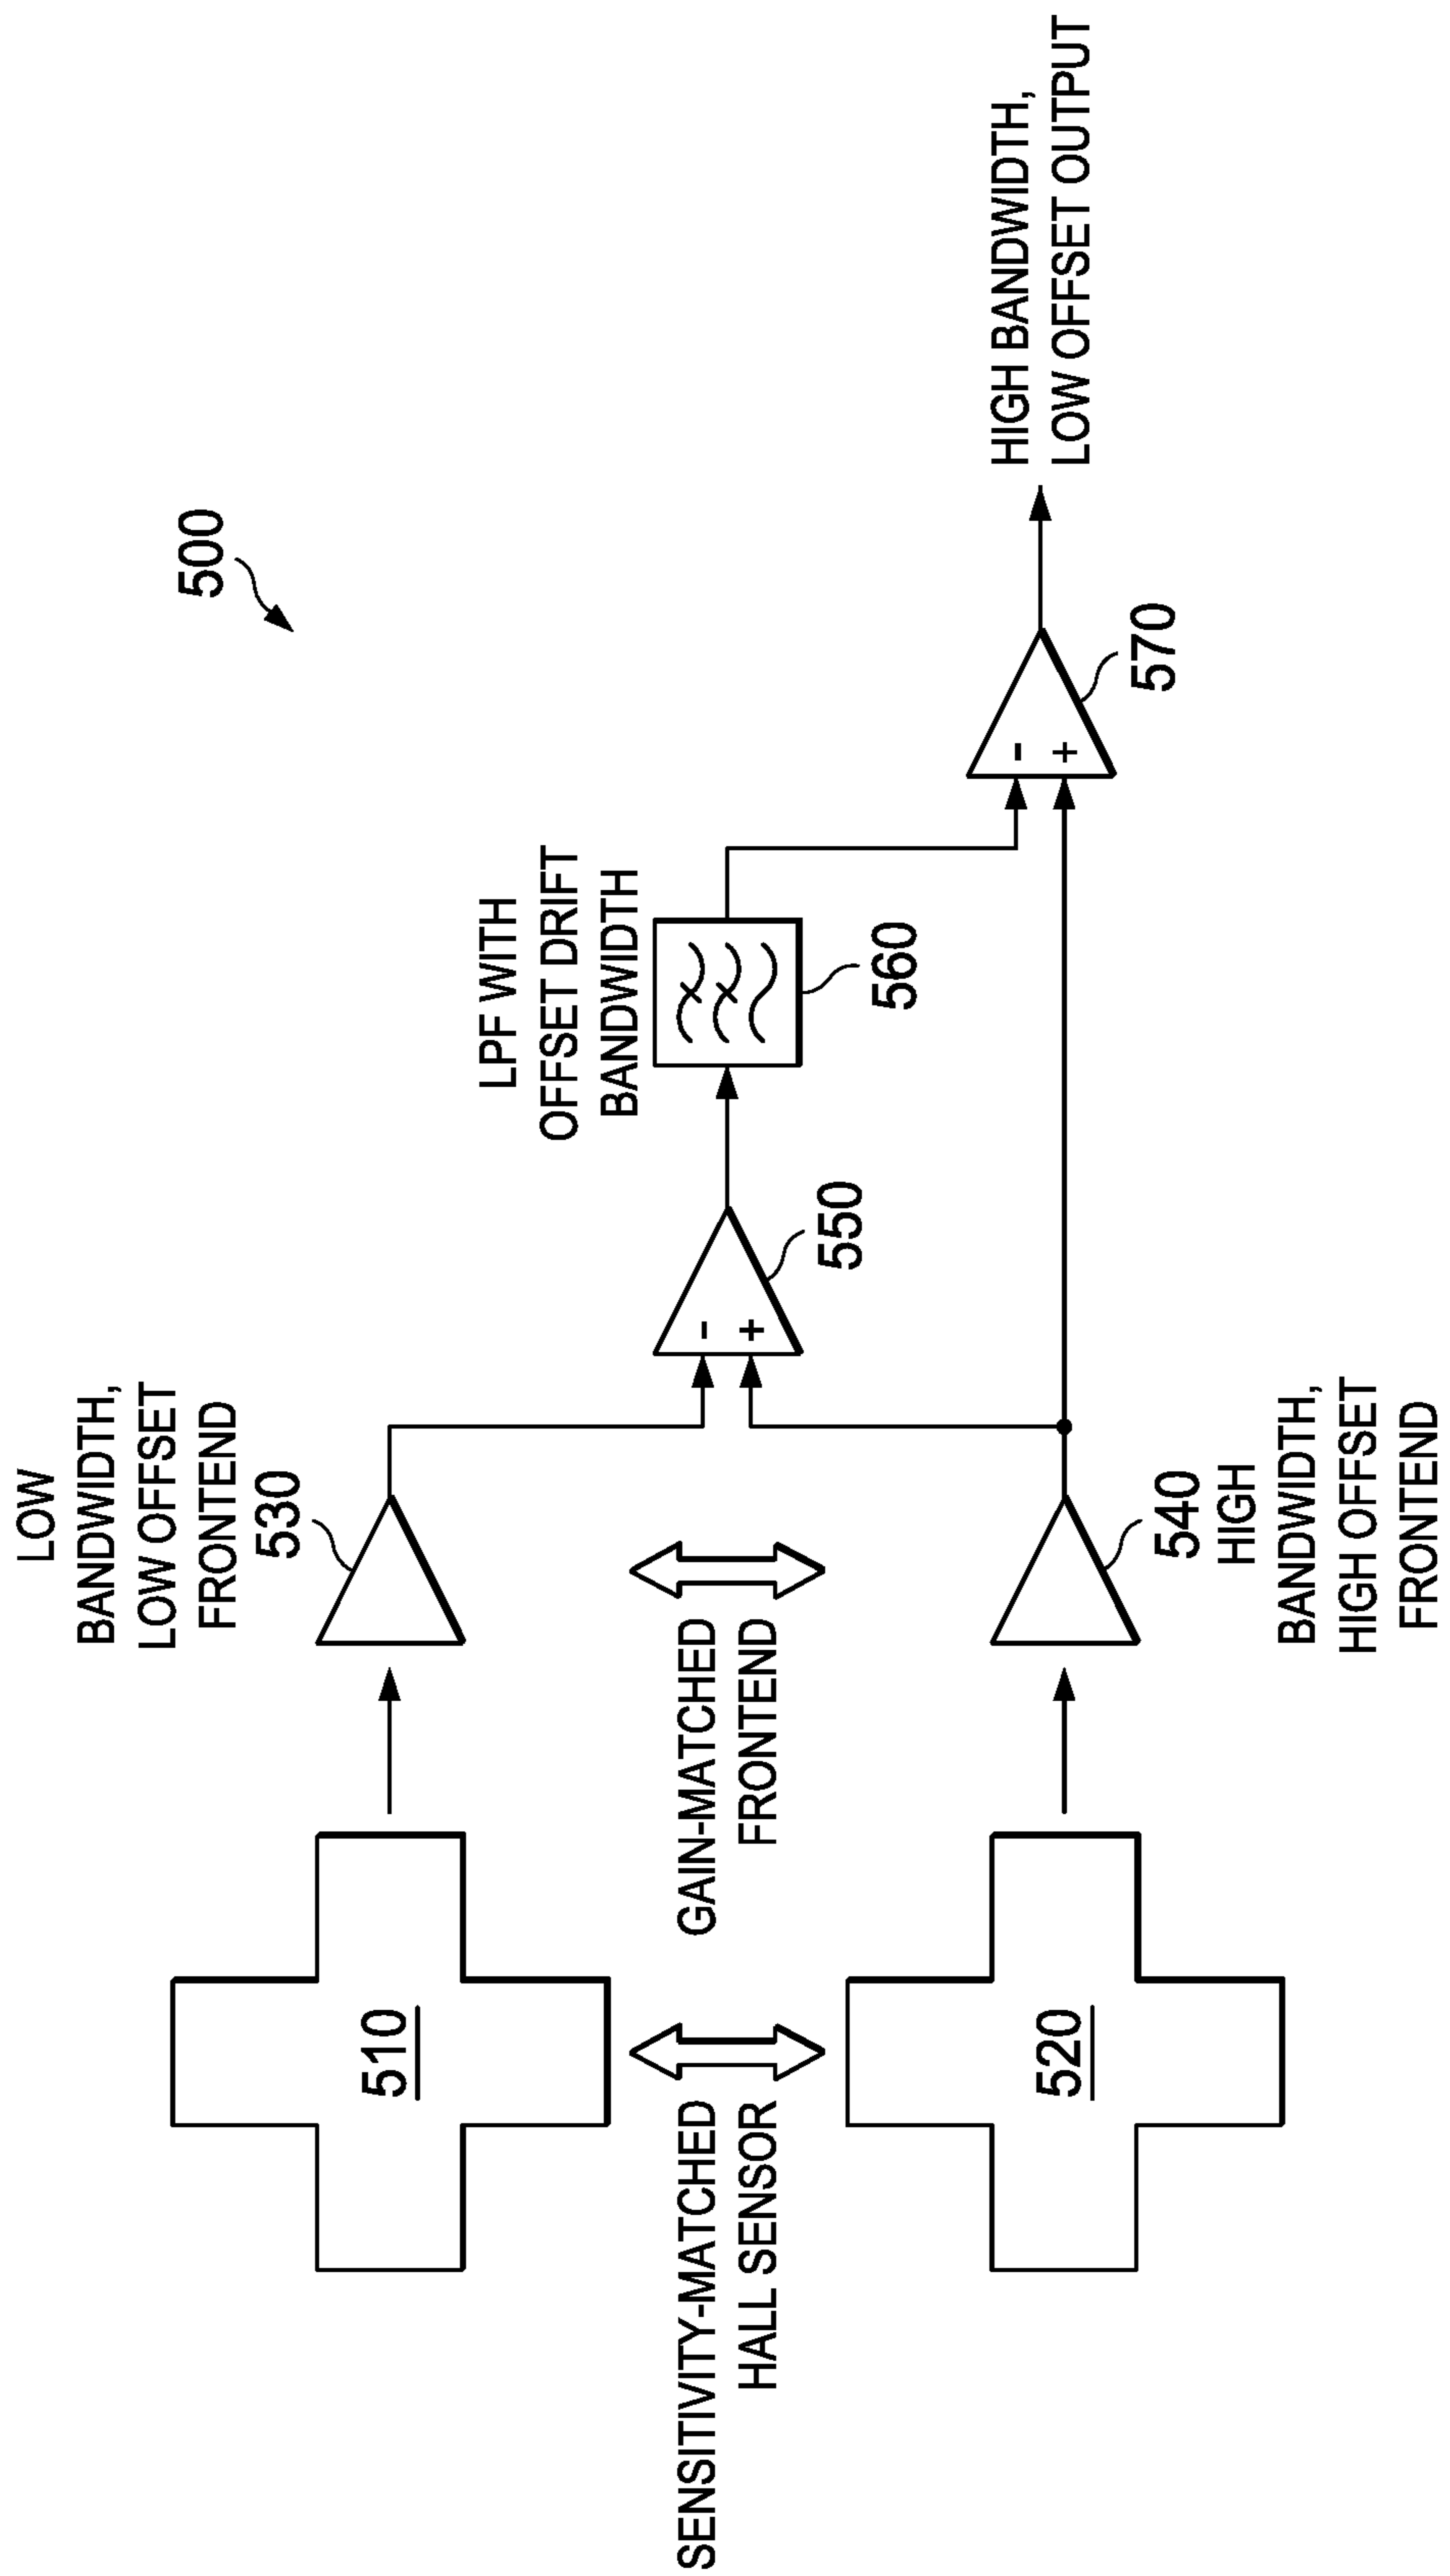 500
LOW
BANDWIDTH,
LOW OFFSET
FRONTEND
530
LPF WITH
OFFSET DRIFT
BANDWIDTH
510
SENSITIVITY-MATCHED
HALL SENSOR
GAIN-MATCHED
FRONTEND
-
+
550
560
-
+
570
HIGH BANDWIDTH,
LOW OFFSET OUTPUT
520
540
HIGH
BANDWIDTH,
HIGH OFFSET
FRONTEND